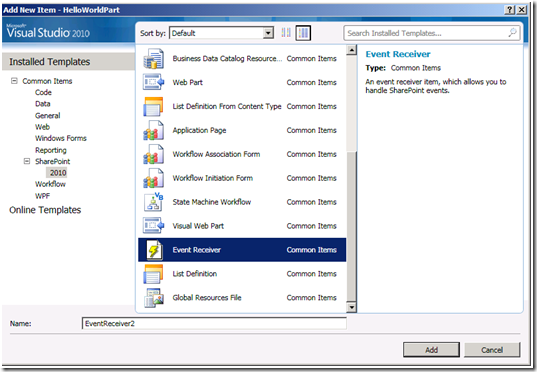 Add New Item - HelloWorldPart
Microsoft
Visual Studio 2010
Sort by: Default
Search Installed Templates
Installed Templates
Common Items
Code
Data
General
Web
Windows Forms
Reporting
SharePoint
2010
Workflow
WPF
Online Templates
Business Data Catalog Resource... Common Items
Web Part Common Items
List Definition From Content Type Common Items
Application Page Common Items
Workflow Association Form Common Items
Workflow Initiation Form Common Items
State Machine Workflow Common Items
Visual Web Part Common Items
Event Receiver Common Items
List Definition Common Items
Global Resources File Common Items
Event Receiver
Type: Common Items
An event receiver item, which allows you to
handle SharePoint events.
Name: EventReceiver2
Add Cancel